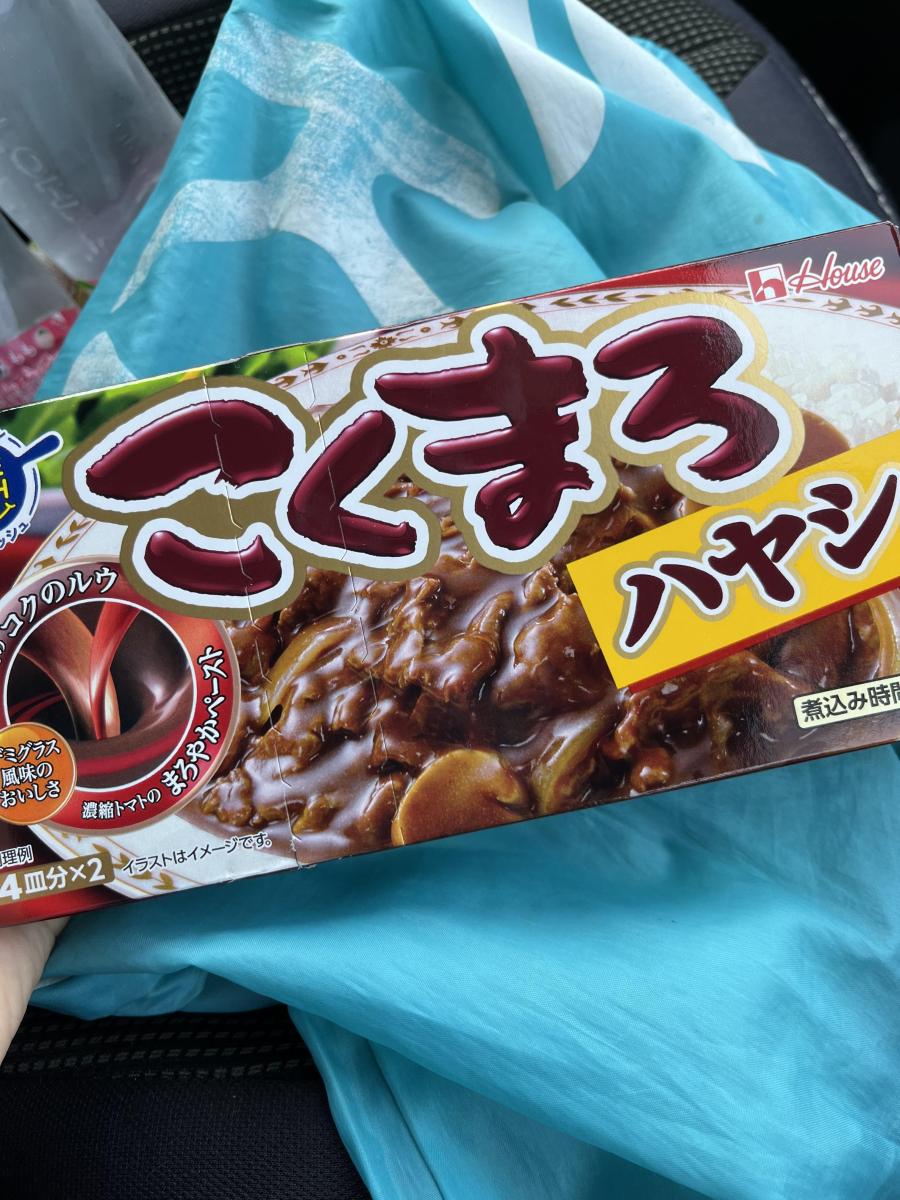 House
こくまろ
ハヤシ
コクのルウ
濃縮トマトの まろやかペースト
デミグラス
風味の
おいしさ
煮込み時間
理例
4皿分×2
イラストはイメージです。